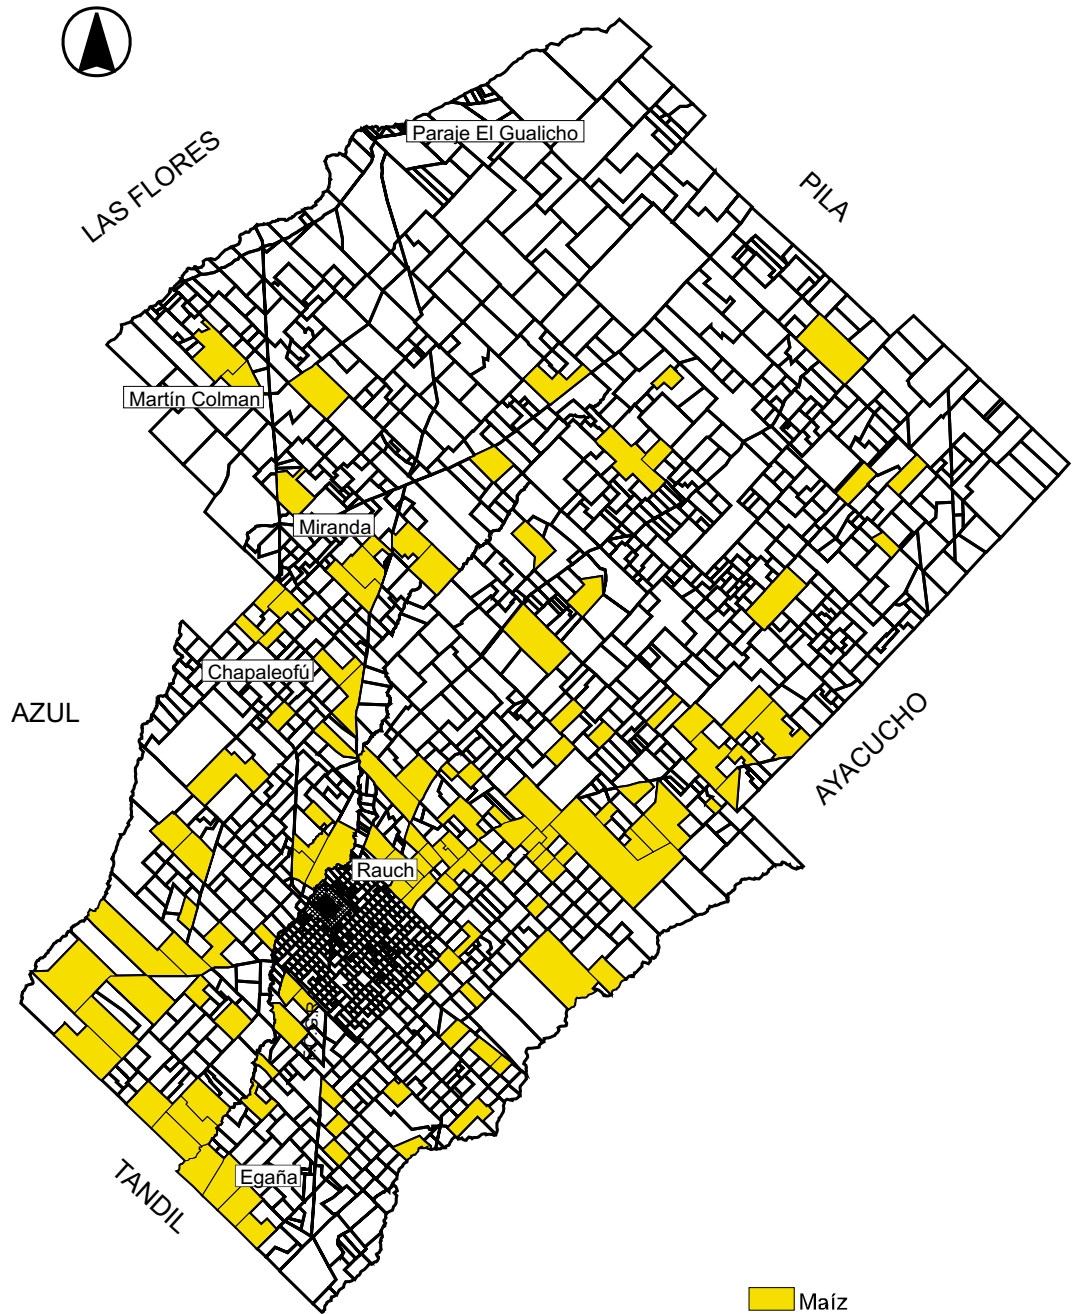 Paraje El Gualicho
LAS FLORES
PILA
Martín Colman
Miranda
Chapaleofú
AZUL
AYACUCHO
Rauch
Egaña
TANDIL
Maíz